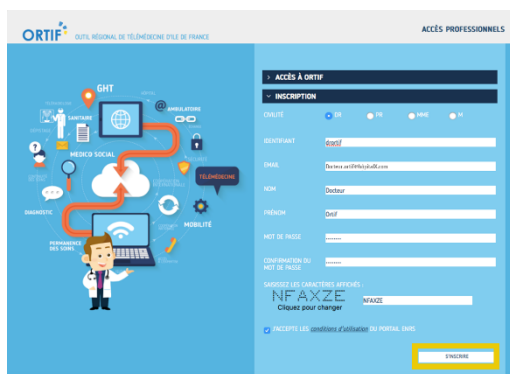 ORTIF
OUTIL RÉGIONAL DE TÉLÉMÉDECINE D'ILE DE FRANCE
ACCÈS PROFESSIONNELS
GHT
SANITAIRE
@ AMBULATOIRE
MEDICO SOCIAL
TÉLÉMÉDECINE
DIAGNOSTIC
MOBILITÉ
PERMANENCE
DES SOINS
> ACCÈS À ORTIF
INSCRIPTION
CIVILITÉ DR PR MME M
IDENTIFIANT
EMAIL
NOM Docteur
PRÉNOM Ortif
MOT DE PASSE ........
CONFIRMATION DU
MOT DE PASSE ........
SAISISSEZ LES CARACTÈRES AFFICHÉS :
NFAXZE NFAXZE
Cliquez pour
changer
J'ACCEPTE LES conditions d'utilisation DU PORTAIL ENRS
S'INSCRIRE